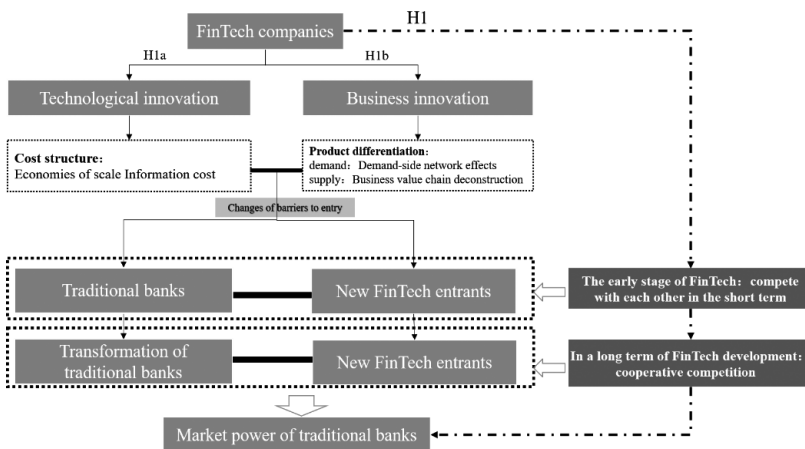 H1
FinTech companies
H1a
H1b
Technological innovation
Business innovation
Cost structure：
Economies of scale Information cost
Product differentiation：
demand：Demand-side network effects
supply：Business value chain deconstruction
Changes of barriers to entry
Traditional banks
New FinTech entrants
The early stage of FinTech：compete
with each other in the short term
Transformation of
traditional banks
New FinTech entrants
In a long term of FinTech development：
cooperative competition
Market power of traditional banks